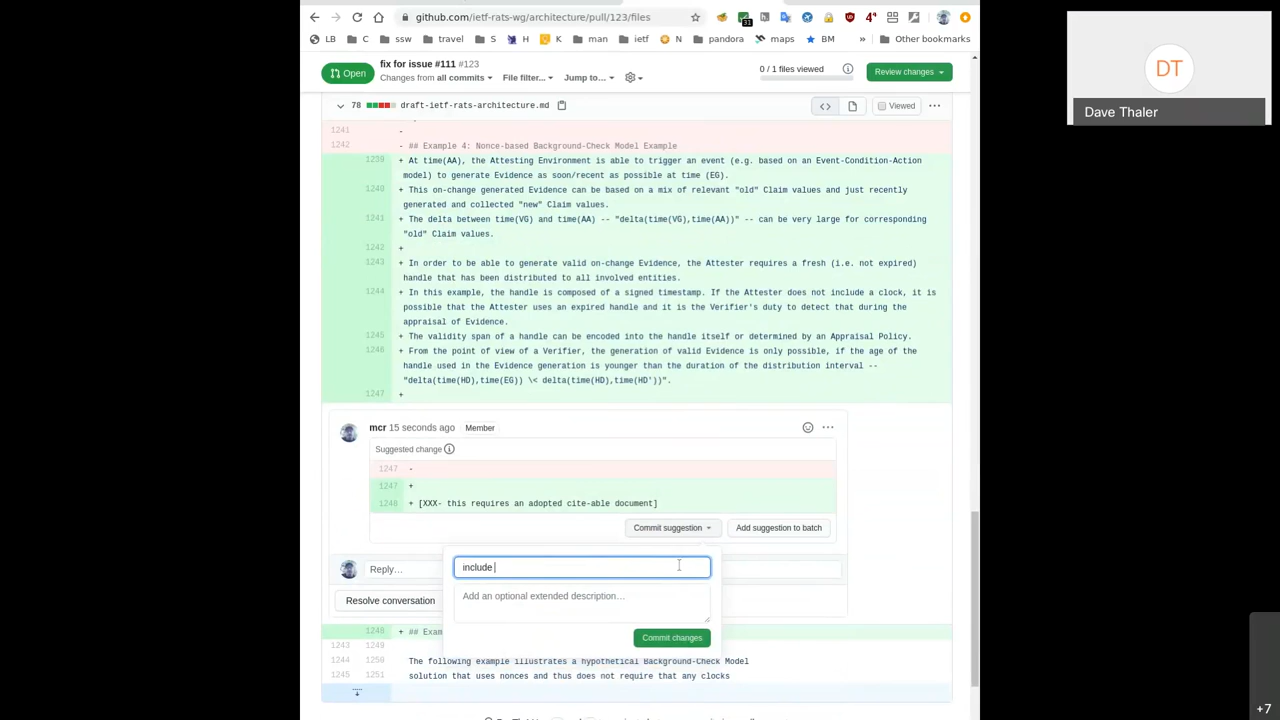 github.com/ietf-rats-wg/architecture/pull/123/files
31
4"
LB C ssw travel S H K man ietf N pandora maps BM » Other bookmarks
Open
fix for issue #111 #123
Changes from all commits File filter... Jump to...
0 / 1 files viewed
Review changes
78 draft-ietf-rats-architecture.md
Viewed
1241 -
1242 - ## Example 4: Nonce-based Background-Check Model Example
1239 + At time(AA), the Attesting Environment is able to trigger an event (e.g. based on an Event-Condition-Action
model) to generate Evidence as soon/recent as possible at time (EG).
1240 + This on-change generated Evidence can be based on a mix of relevant "old" Claim values and just recently
generated and collected "new" Claim values.
1241 + The delta between time(VG) and time(AA) -- "delta(time(VG),time(AA))" -- can be very large for corresponding
"old" Claim values.
1242 +
1243 + In order to be able to generate valid on-change Evidence, the Attester requires a fresh (i.e. not expired)
handle that has been distributed to all involved entities.
1244 + In this example, the handle is composed of a signed timestamp. If the Attester does not include a clock, it is
possible that the Attester uses an expired handle and it is the Verifier's duty to detect that during the
appraisal of Evidence.
1245 + The validity span of a handle can be encoded into the handle itself or determined by an Appraisal Policy.
1246 + From the point of view of a Verifier, the generation of valid Evidence is only possible, if the age of the
handle used in the Evidence generation is younger than the duration of the distribution interval --
"delta(time(HD),time(EG)) \< delta(time(HD),time(HD'))".
1247 +
mcr 15 seconds ago Member
Suggested change
1247 -
1247 +
1248 + [XXX- this requires an adopted cite-able document]
Commit suggestion Add suggestion to batch
Reply...
include
Add an optional extended description...
Resolve conversation
Commit changes
1248 + ## Exam
1243 1249
1244 1250 The following example illustrates a hypothetical Background-Check Model
1245 1251 solution that uses nonces and thus does not require that any clocks
DT
Dave Thaler
+7